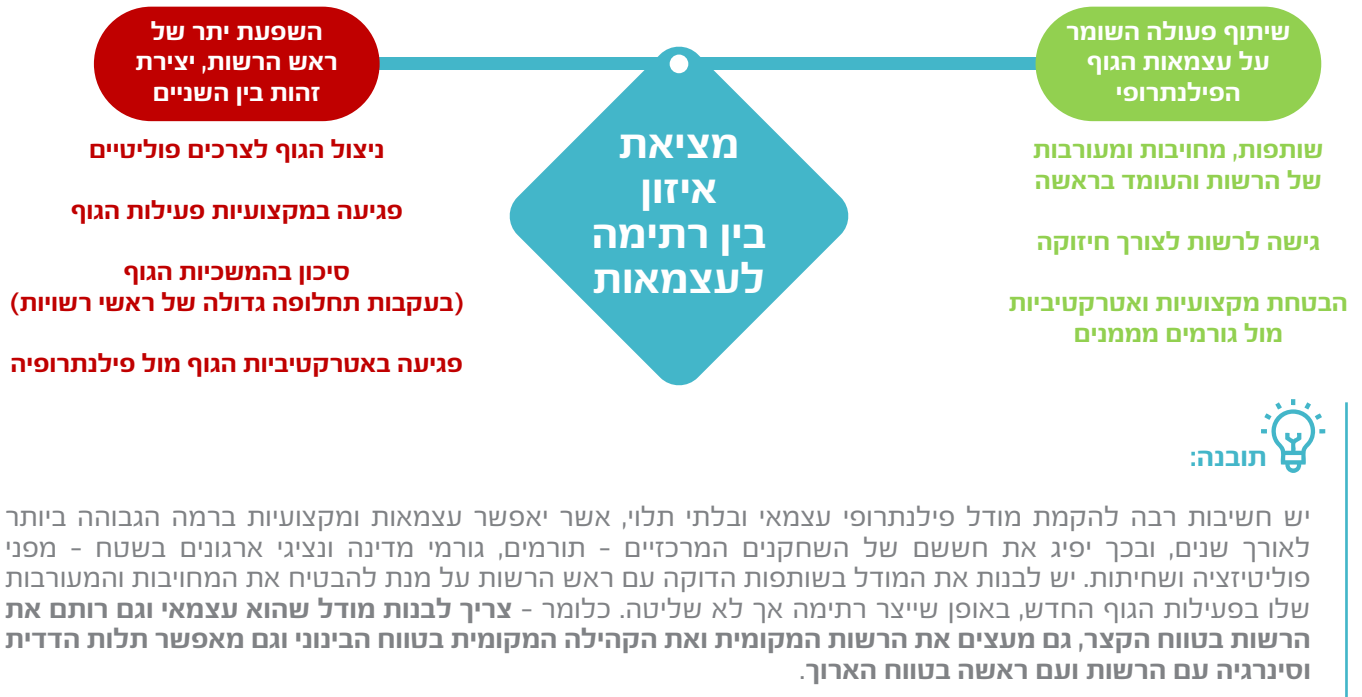 שיתוף פעולה השומר
על עצמאות הגוף
הפילנתרופי
שותפות, מחויבות ומעורבות
של הרשות והעומד בראשה
גישה לרשות לצורך חיזוקה
הבטחת מקצועיות ואטרקטיביות
מול גורמים מממנים
מציאת
איזון
בין רתימה
לעצמאות
השפעת יתר של
ראש הרשות, יצירת
זהות בין השניים
ניצול הגוף לצרכים פוליטיים
פגיעה במקצועיות פעילות הגוף
סיכון בהמשכיות הגוף
(בעקבות תחלופה גדולה של ראשי רשויות)
פגיעה באטרקטיביות הגוף מול פילנתרופיה
תובנה:
יש חשיבות רבה להקמת מודל פילנתרופי עצמאי ובלתי תלוי, אשר יאפשר עצמאות ומקצועיות ברמה הגבוהה ביותר
לאורך שנים, ובכך יפיג את חששם של השחקנים המרכזיים – תורמים, גורמי מדינה ונציגי ארגונים בשטח – מפני
פוליטיזציה ושחיתות. יש לבנות את המודל בשותפות הדוקה עם ראש הרשות על מנת להבטיח את המחויבות והמעורבות
שלו בפעילות הגוף החדש, באופן שייצר רתימה אך לא שליטה. כלומר – צריך לבנות מודל שהוא עצמאי וגם רותם את
הרשות בטווח הקצר, גם מעצים את הרשות המקומית ואת הקהילה המקומית בטווח הבינוני וגם מאפשר תלות הדדית
וסינרגיה עם הרשות ועם ראשה בטווח הארוך.